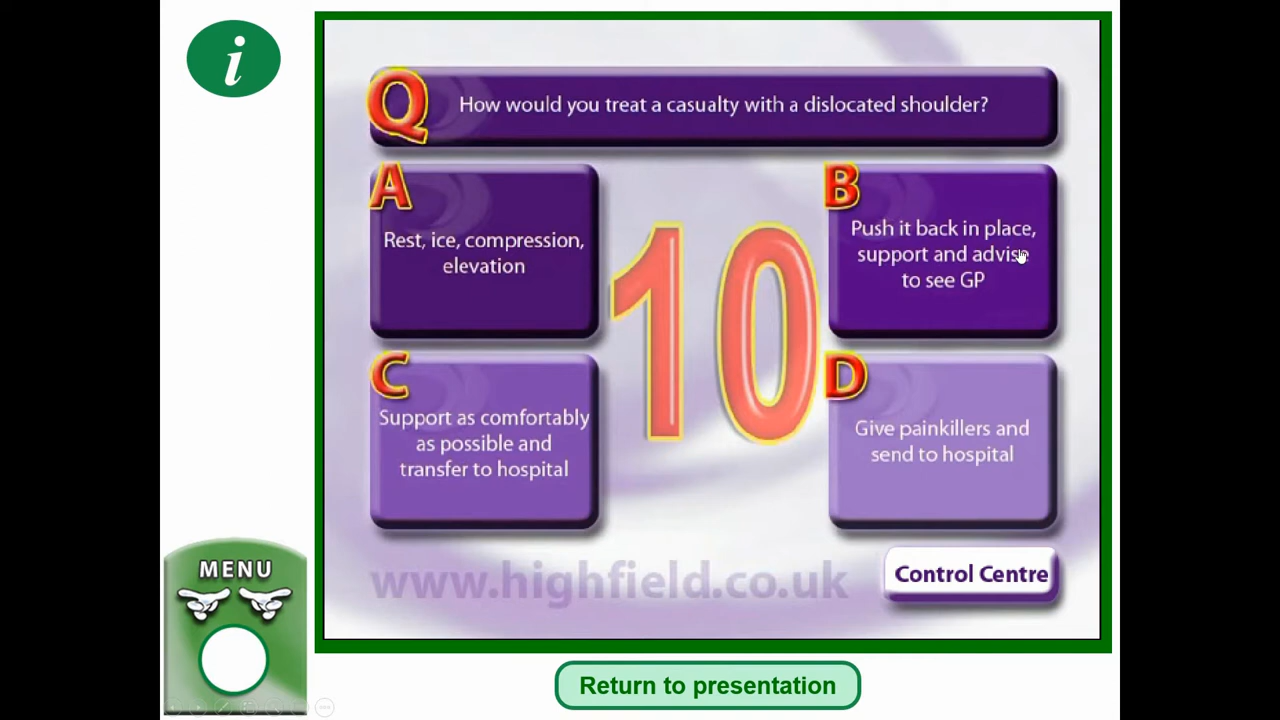 i
Q
How would you treat a casualty with a dislocated shoulder?
A
Rest, ice, compression,
elevation
10
B
Push it back in place,
support and advise
to see GP
C
Support as comfortably
as possible and
transfer to hospital
D
Give painkillers and
send to hospital
www.highfield.co.uk
Control Centre
MENU
Return to presentation